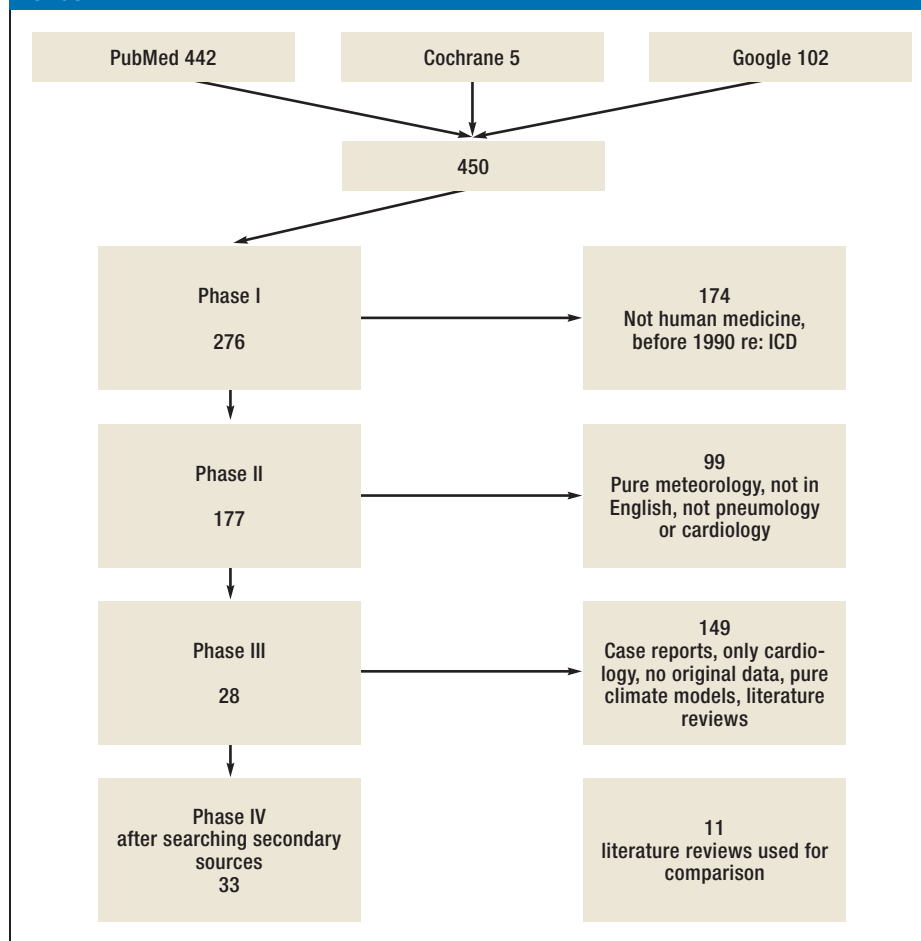 PubMed 442
Cochrane 5
Google 102
450
Phase I
276
174
Not human medicine,
before 1990 re: ICD
Phase II
177
99
Pure meteorology, not in
English, not pneumology
or cardiology
Phase III
28
149
Case reports, only cardio-
logy, no original data, pure
climate models, literature
reviews
Phase IV
after searching secondary
sources
33
11
literature reviews used for
comparison